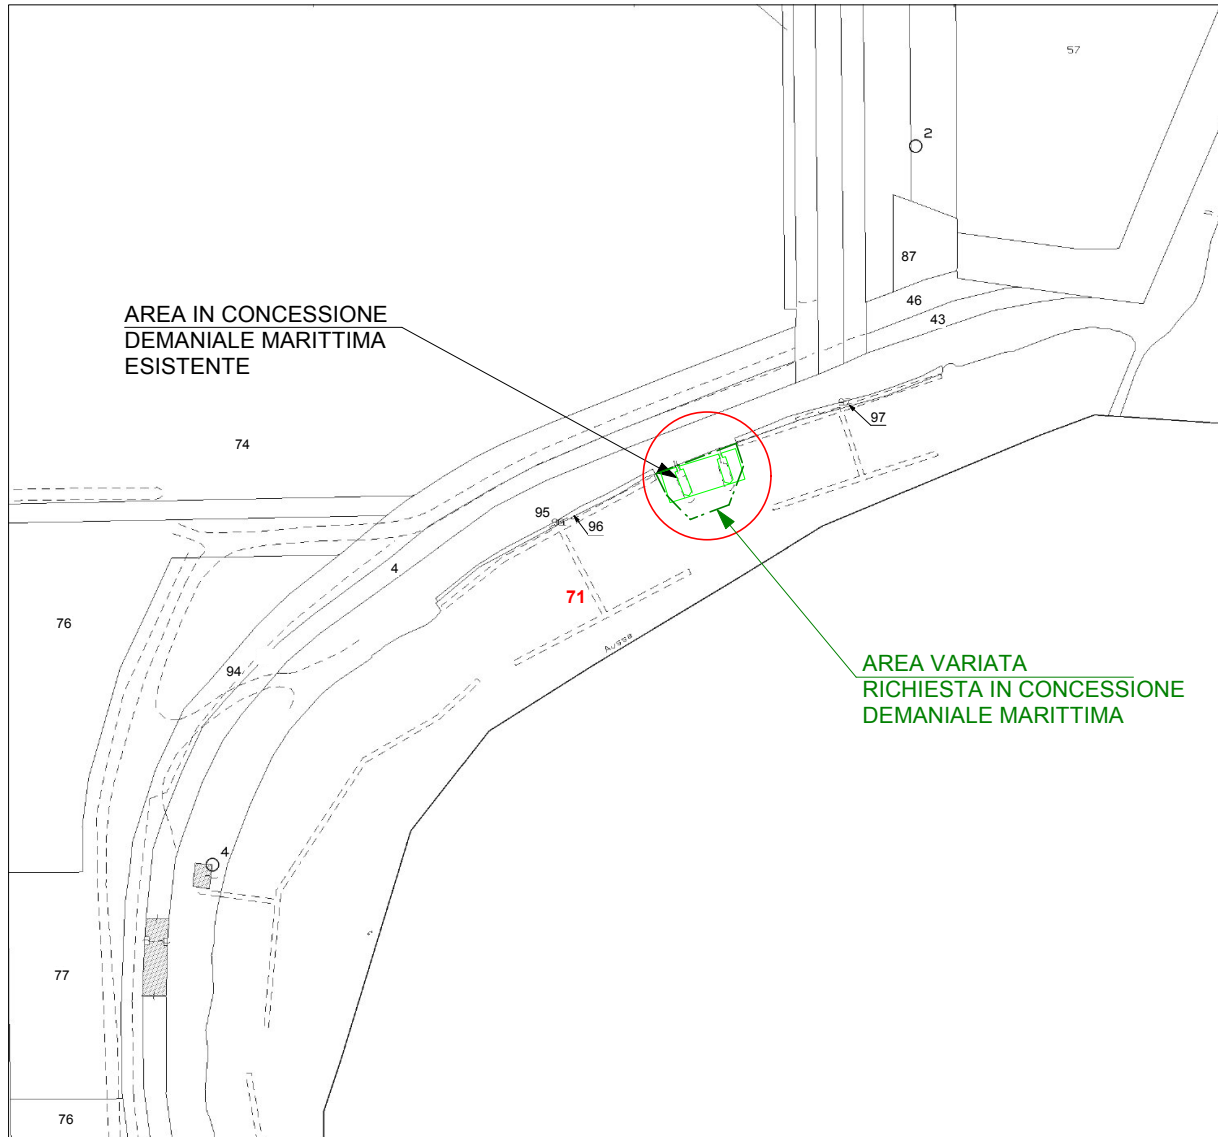 57
2
87
46
43
AREA IN CONCESSIONE
DEMANIALE MARITTIMA
ESISTENTE
97
74
95
96
4
71
76
Aussa
94
AREA VARIATA
RICHIESTA IN CONCESSIONE
DEMANIALE MARITTIMA
4
77
76